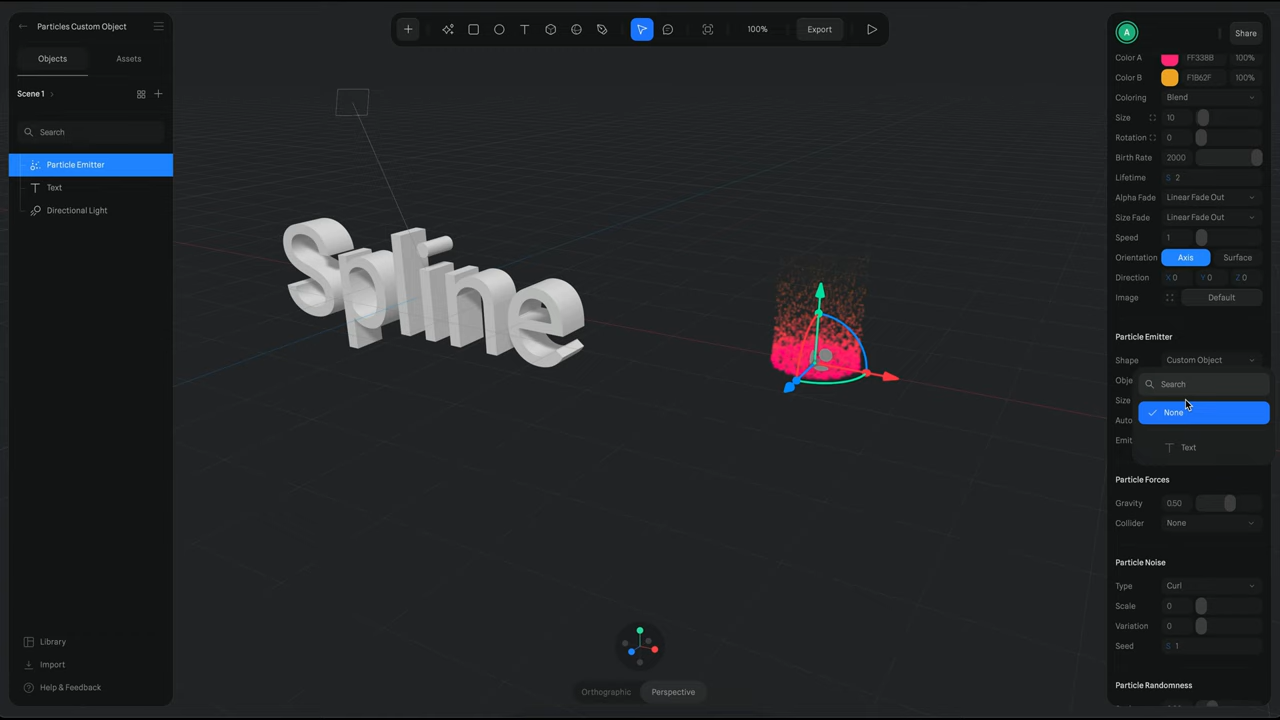 Particles Custom Object
Objects
Assets
Scene 1
Search
Particle Emitter
Text
Directional Light
Library
Import
Help & Feedback
100%
Export
Spline
Orthographic
Perspective
A
Share
Color A FF338B 100%
Color B F1B62F 100%
Coloring Blend
Size 10
Rotation 0
Birth Rate 2000
Lifetime S 2
Alpha Fade Linear Fade Out
Size Fade Linear Fade Out
Speed 1
Orientation Axis Surface
Direction X 0 Y 0 Z 0
Image Default
Particle Emitter
Shape Custom Object
Obje
Search
Size
None
Auto
Emit
Text
Particle Forces
Gravity 0.50
Collider None
Particle Noise
Type Curl
Scale 0
Variation 0
Seed S 1
Particle Randomness